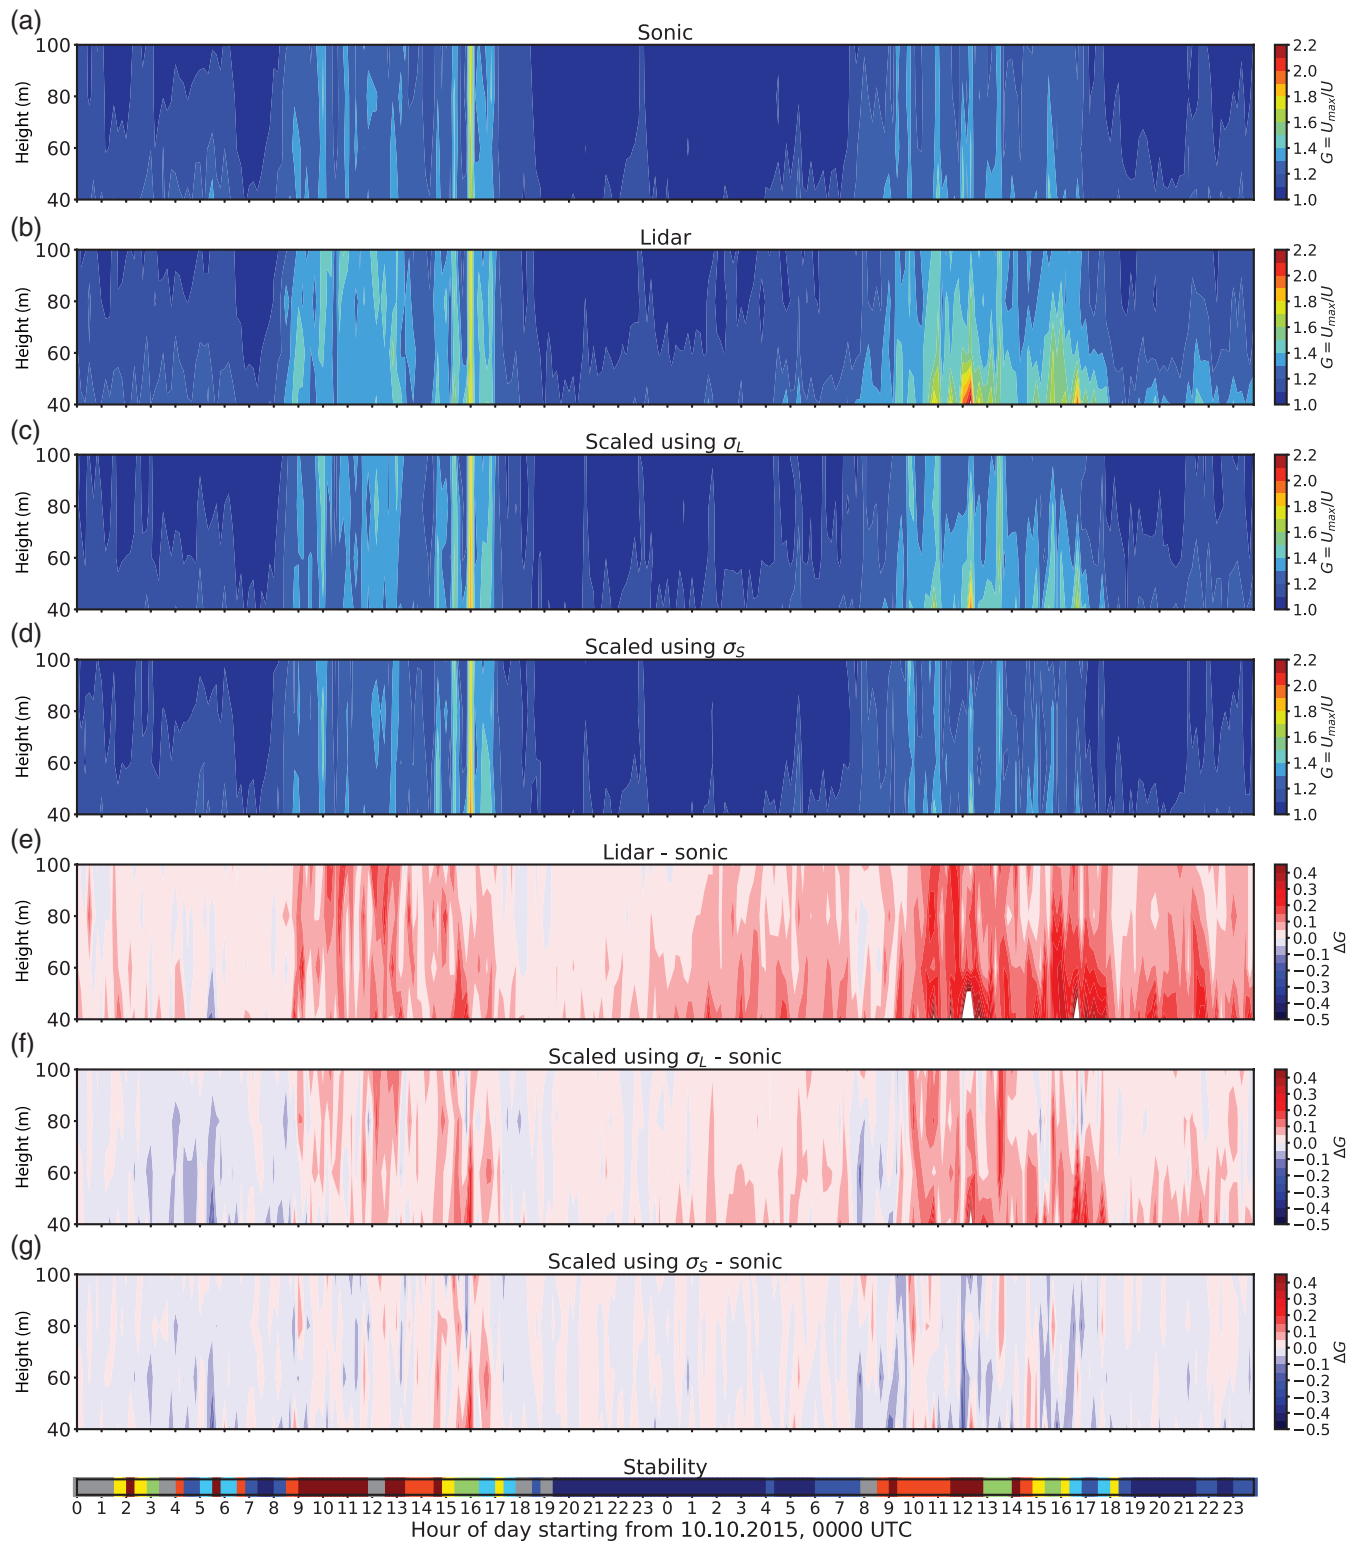 (a)
Sonic
100
80
60
40
Height (m)
2.2
2.0
1.8
1.6
1.4
1.2
1.0
G = U_max/U
(b)
Lidar
100
80
60
40
Height (m)
2.2
2.0
1.8
1.6
1.4
1.2
1.0
G = U_max/U
(c)
Scaled using σ_L
100
80
60
40
Height (m)
2.2
2.0
1.8
1.6
1.4
1.2
1.0
G = U_max/U
(d)
Scaled using σ_S
100
80
60
40
Height (m)
2.2
2.0
1.8
1.6
1.4
1.2
1.0
G = U_max/U
(e)
Lidar - sonic
100
80
60
40
Height (m)
0.4
0.3
0.2
0.1
0.0
−0.1
−0.2
−0.3
−0.4
−0.5
ΔG
(f)
Scaled using σ_L - sonic
100
80
60
40
Height (m)
0.4
0.3
0.2
0.1
0.0
−0.1
−0.2
−0.3
−0.4
−0.5
ΔG
(g)
Scaled using σ_S - sonic
100
80
60
40
Height (m)
0.4
0.3
0.2
0.1
0.0
−0.1
−0.2
−0.3
−0.4
−0.5
ΔG
Stability
0 1 2 3 4 5 6 7 8 9 10 11 12 13 14 15 16 17 18 19 20 21 22 23 0 1 2 3 4 5 6 7 8 9 10 11 12 13 14 15 16 17 18 19 20 21 22 23
Hour of day starting from 10.10.2015, 0000 UTC